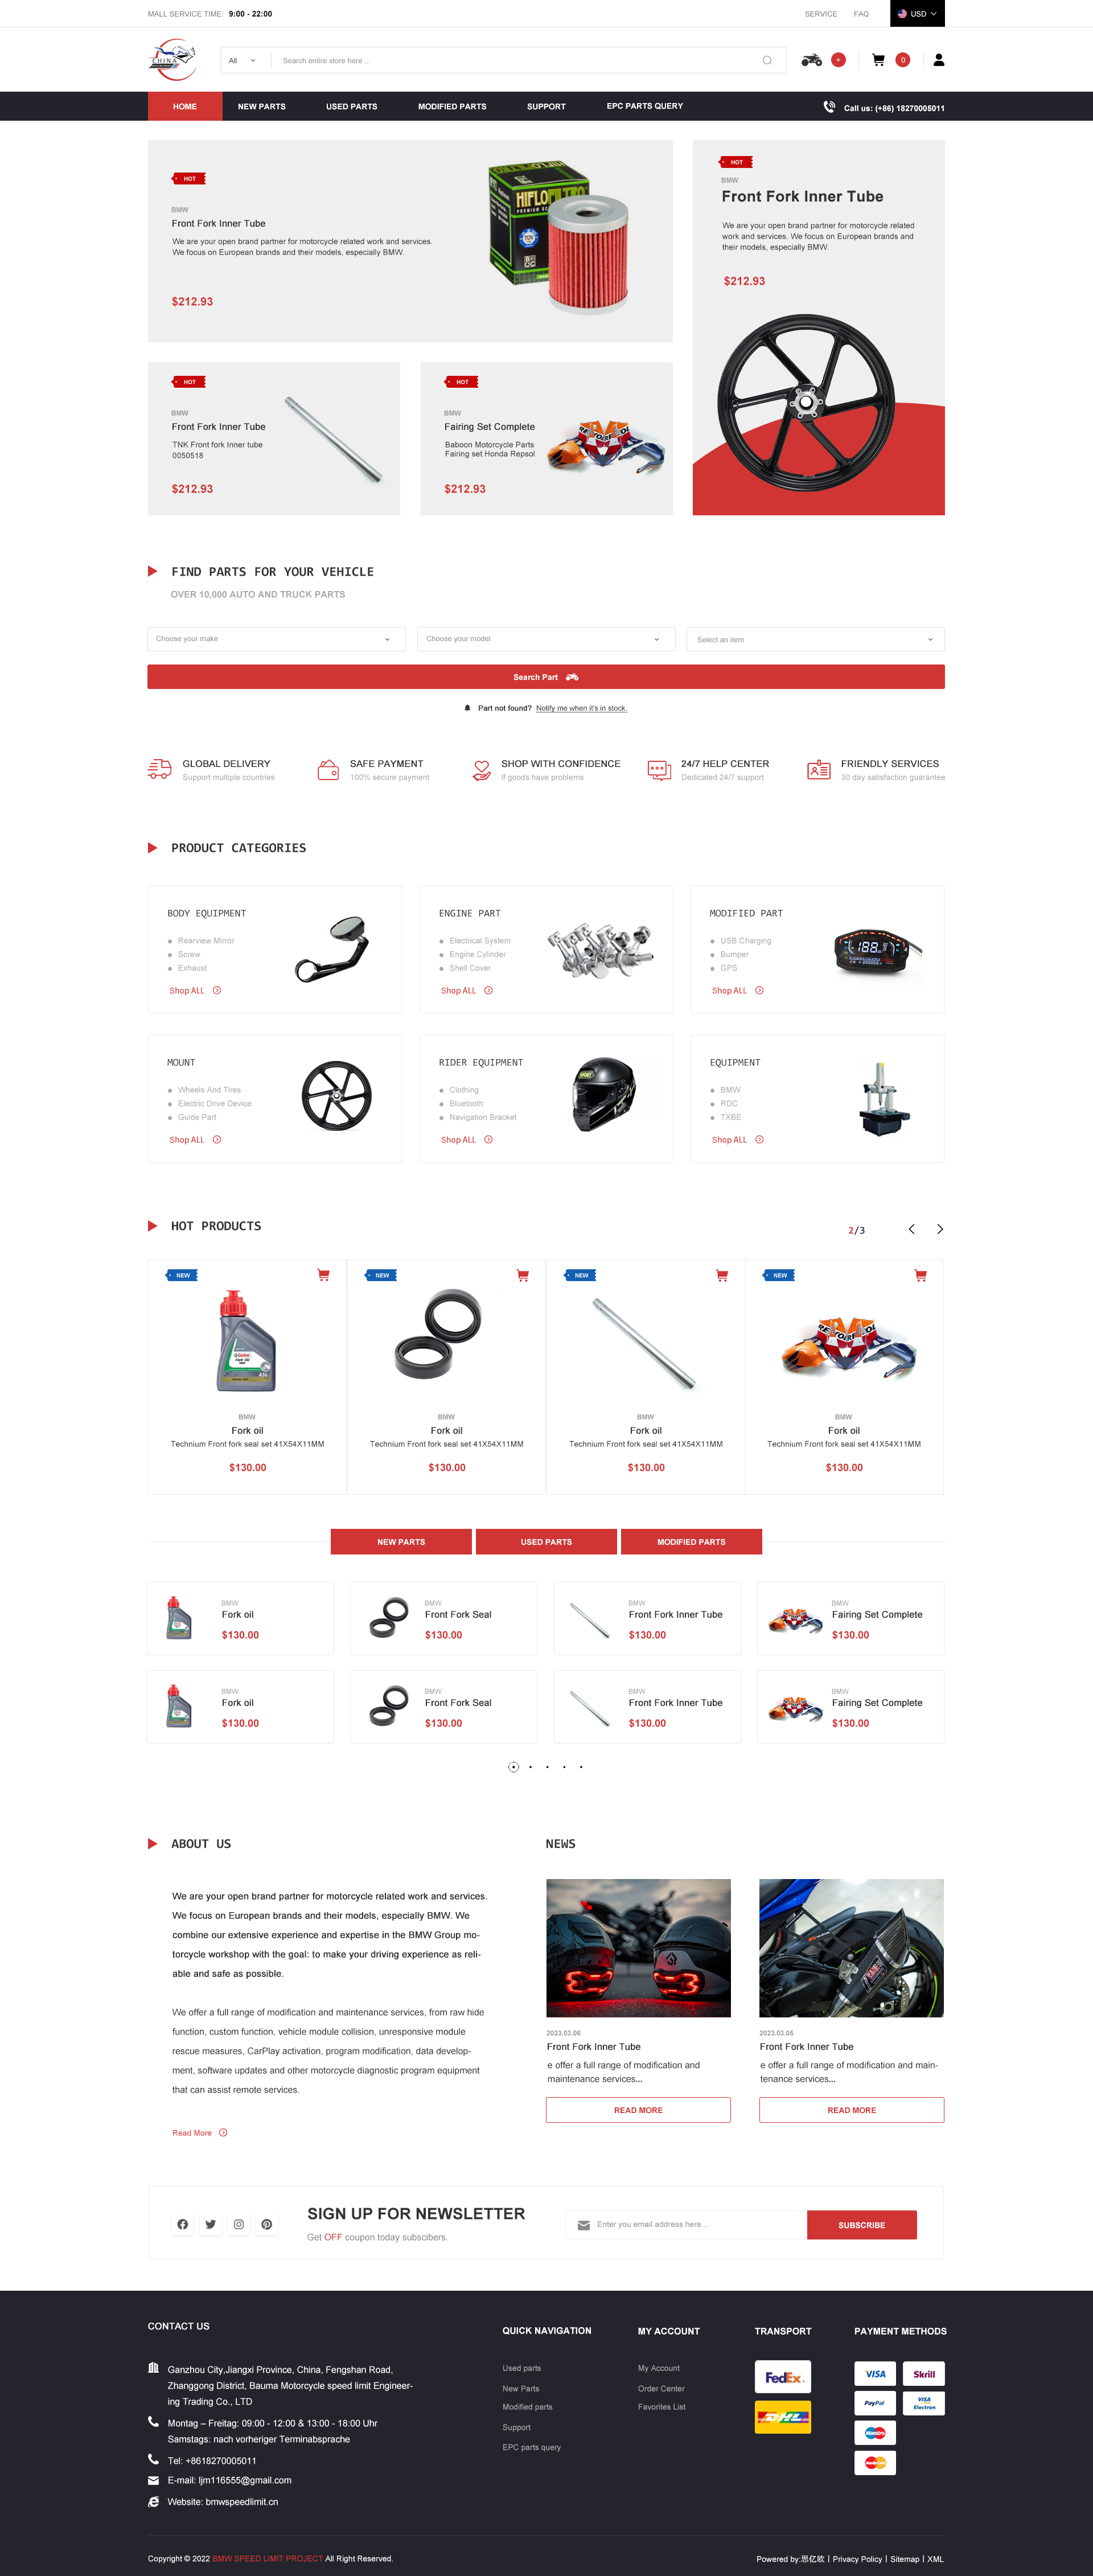 MALL SERVICE TIME: 9:00 - 22:00
SERVICE FAQ USD
CHINA
All Search entire store here ...
+ 0
HOME NEW PARTS USED PARTS MODIFIED PARTS SUPPORT EPC PARTS QUERY Call us: (+86) 18270005011
HOT
BMW
Front Fork Inner Tube
We are your open brand partner for motorcycle related work and services.
We focus on European brands and their models, especially BMW.
$212.93
HIFLOFILTRO
PREMIUM
HOT
BMW
Front Fork Inner Tube
We are your open brand partner for motorcycle related
work and services. We focus on European brands and
their models, especially BMW.
$212.93
HOT
BMW
Front Fork Inner Tube
TNK Front fork Inner tube
0050518
$212.93
HOT
BMW
Fairing Set Complete
Baboon Motorcycle Parts
Fairing set Honda Repsol
$212.93
FIND PARTS FOR YOUR VEHICLE
OVER 10,000 AUTO AND TRUCK PARTS
Choose your make Choose your model Select an item
Search Part
Part not found? Notify me when it's in stock.
GLOBAL DELIVERY
Support multiple countries
SAFE PAYMENT
100% secure payment
SHOP WITH CONFIDENCE
If goods have problems
24/7 HELP CENTER
Dedicated 24/7 support
FRIENDLY SERVICES
30 day satisfaction guarantee
PRODUCT CATEGORIES
BODY EQUIPMENT
Rearview Mirror
Screw
Exhaust
Shop ALL
ENGINE PART
Electrical System
Engine Cylinder
Shell Cover
Shop ALL
MODIFIED PART
USB Charging
Bumper
GPS
Shop ALL
188
MOUNT
Wheels And Tires
Electric Drive Device
Guide Part
Shop ALL
RIDER EQUIPMENT
Clothing
Bluetooth
Navigation Bracket
Shop ALL
SHOEI
EQUIPMENT
BMW
RDC
TXBE
Shop ALL
HOT PRODUCTS
2/3
NEW
Castrol
Fork Oil
BMW
Fork oil
Technium Front fork seal set 41X54X11MM
$130.00
NEW
BMW
Fork oil
Technium Front fork seal set 41X54X11MM
$130.00
NEW
BMW
Fork oil
Technium Front fork seal set 41X54X11MM
$130.00
NEW
BMW
Fork oil
Technium Front fork seal set 41X54X11MM
$130.00
NEW PARTS USED PARTS MODIFIED PARTS
BMW
Fork oil
$130.00
BMW
Front Fork Seal
$130.00
BMW
Front Fork Inner Tube
$130.00
BMW
Fairing Set Complete
$130.00
BMW
Fork oil
$130.00
BMW
Front Fork Seal
$130.00
BMW
Front Fork Inner Tube
$130.00
BMW
Fairing Set Complete
$130.00
ABOUT US
We are your open brand partner for motorcycle related work and services.
We focus on European brands and their models, especially BMW. We
combine our extensive experience and expertise in the BMW Group mo-
torcycle workshop with the goal: to make your driving experience as reli-
able and safe as possible.
We offer a full range of modification and maintenance services, from raw hide
function, custom function, vehicle module collision, unresponsive module
rescue measures, CarPlay activation, program modification, data develop-
ment, software updates and other motorcycle diagnostic program equipment
that can assist remote services.
Read More
NEWS
2023.03.06
Front Fork Inner Tube
e offer a full range of modification and
maintenance services...
READ MORE
2023.03.05
Front Fork Inner Tube
e offer a full range of modification and main-
tenance services...
READ MORE
SIGN UP FOR NEWSLETTER
Get OFF coupon today subscibers.
Enter you email address here...
SUBSCRIBE
CONTACT US
Ganzhou City,Jiangxi Province, China, Fengshan Road,
Zhanggong District, Bauma Motorcycle speed limit Engineer-
ing Trading Co., LTD
Montag – Freitag: 09:00 - 12:00 & 13:00 - 18:00 Uhr
Samstags: nach vorheriger Terminabsprache
Tel: +8618270005011
E-mail: ljm116555@gmail.com
Website: bmwspeedlimit.cn
QUICK NAVIGATION
Used parts
New Parts
Modified parts
Support
EPC parts query
MY ACCOUNT
My Account
Order Center
Favorites List
TRANSPORT
FedEx
DHL
PAYMENT METHODS
VISA Skrill
PayPal VISA Electron
Maestro
MasterCard
Copyright © 2022 BMW SPEED LIMIT PROJECT All Right Reserved.
Powered by:思亿欧 | Privacy Policy | Sitemap | XML